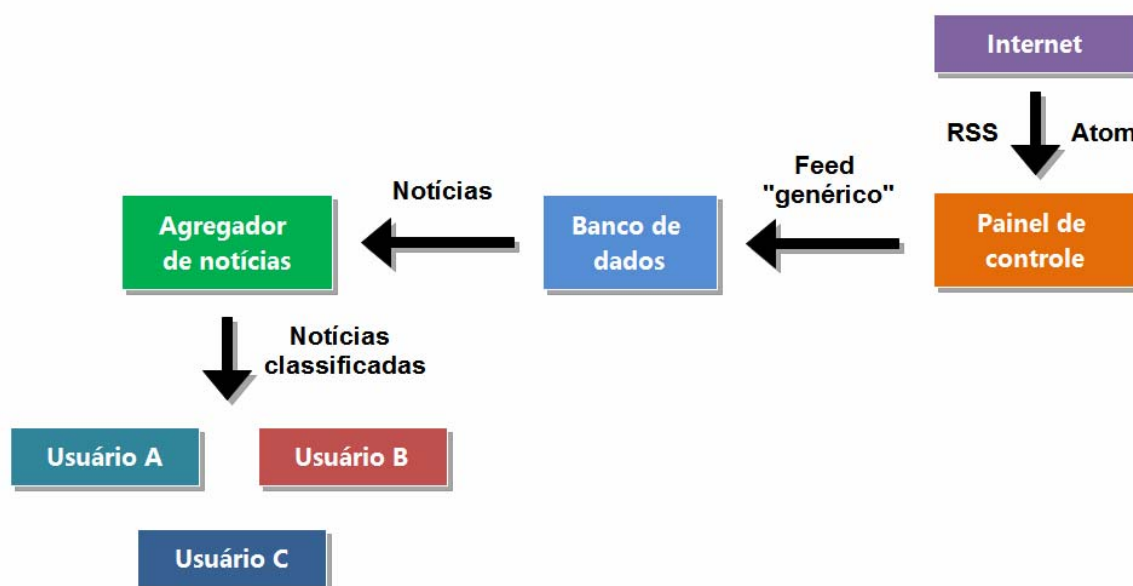 Internet
RSS
Atom
Painel de
controle
Feed
"genérico"
Banco de
dados
Notícias
Agregador
de notícias
Notícias
classificadas
Usuário A
Usuário B
Usuário C